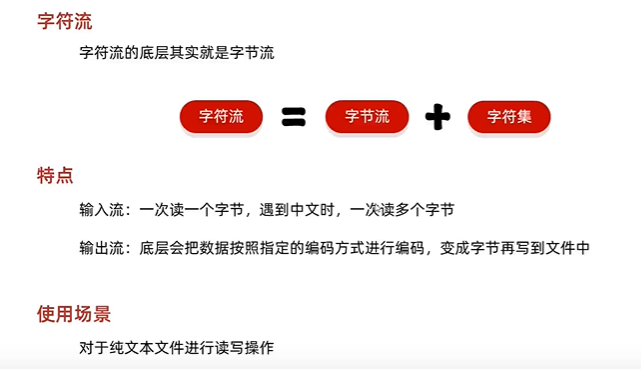 字符流
字符流的底层其实就是字节流
字符流 = 字节流 + 字符集
特点
输入流：一次读一个字节，遇到中文时，一次读多个字节
输出流：底层会把数据按照指定的编码方式进行编码，变成字节再写到文件中
使用场景
对于纯文本文件进行读写操作